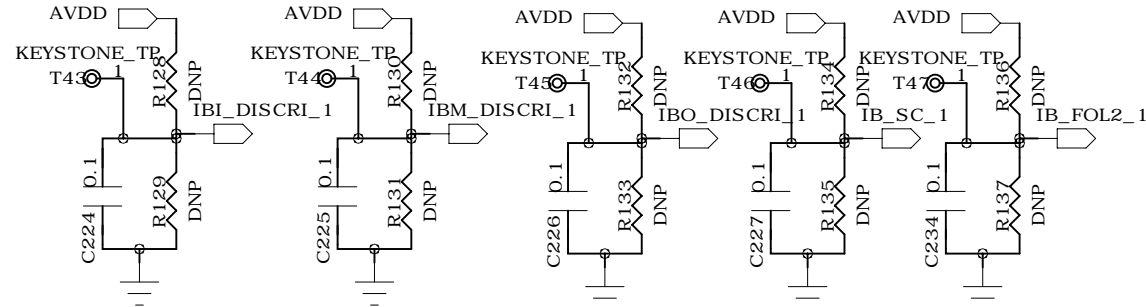 AVDD
KEYSTONE_TP
T43
1
R128
DNP
IBI_DISCRI_1
0.1
C224
R129
DNP
AVDD
KEYSTONE_TP
T44
1
R130
DNP
IBM_DISCRI_1
0.1
C225
R131
DNP
AVDD
KEYSTONE_TP
T45
1
R132
DNP
IBO_DISCRI_1
0.1
C226
R133
DNP
AVDD
KEYSTONE_TP
T46
1
R134
DNP
IB_SC_1
0.1
C227
R135
DNP
AVDD
KEYSTONE_TP
T47
1
R136
DNP
IB_FOL2_1
0.1
C234
R137
DNP